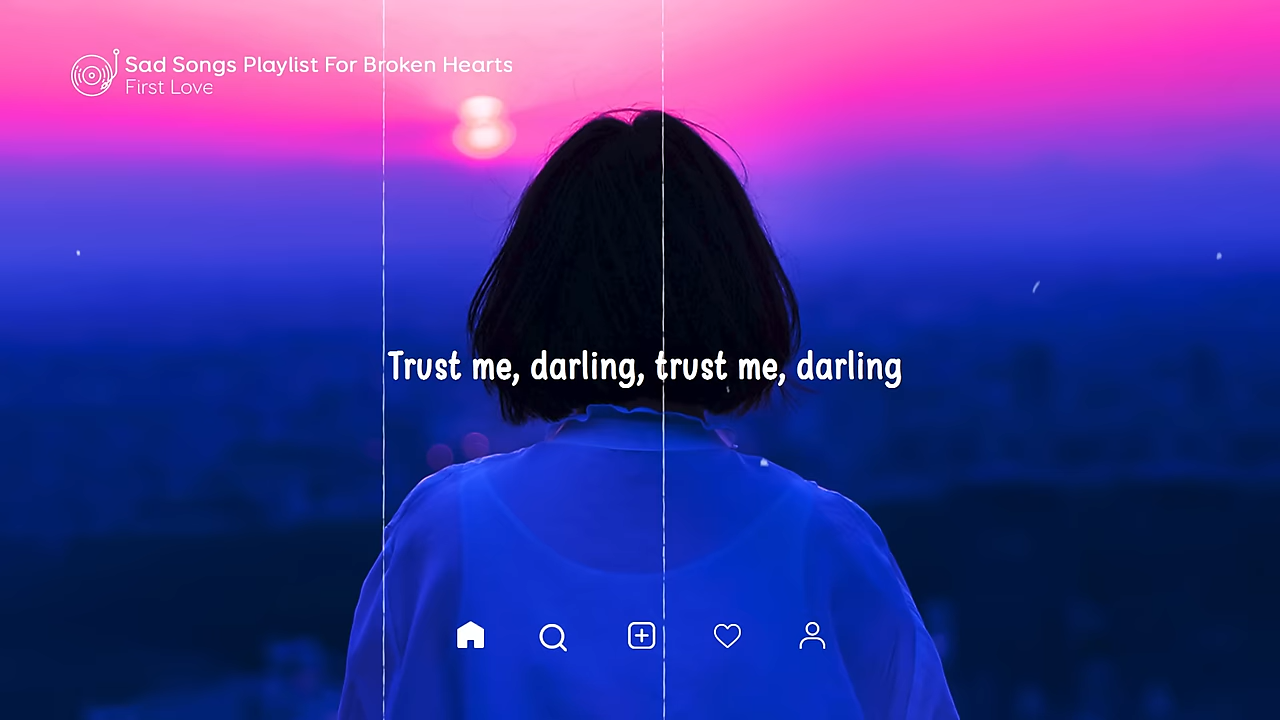 Sad Songs Playlist For Broken Hearts
First Love
Trust me, darling, trust me, darling